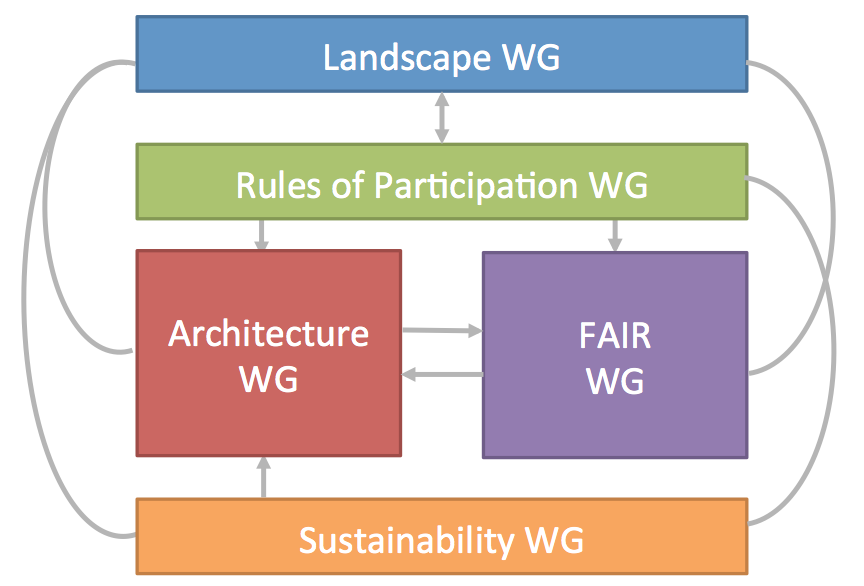 Landscape WG
Rules of Participation WG
Architecture
WG
FAIR
WG
Sustainability WG